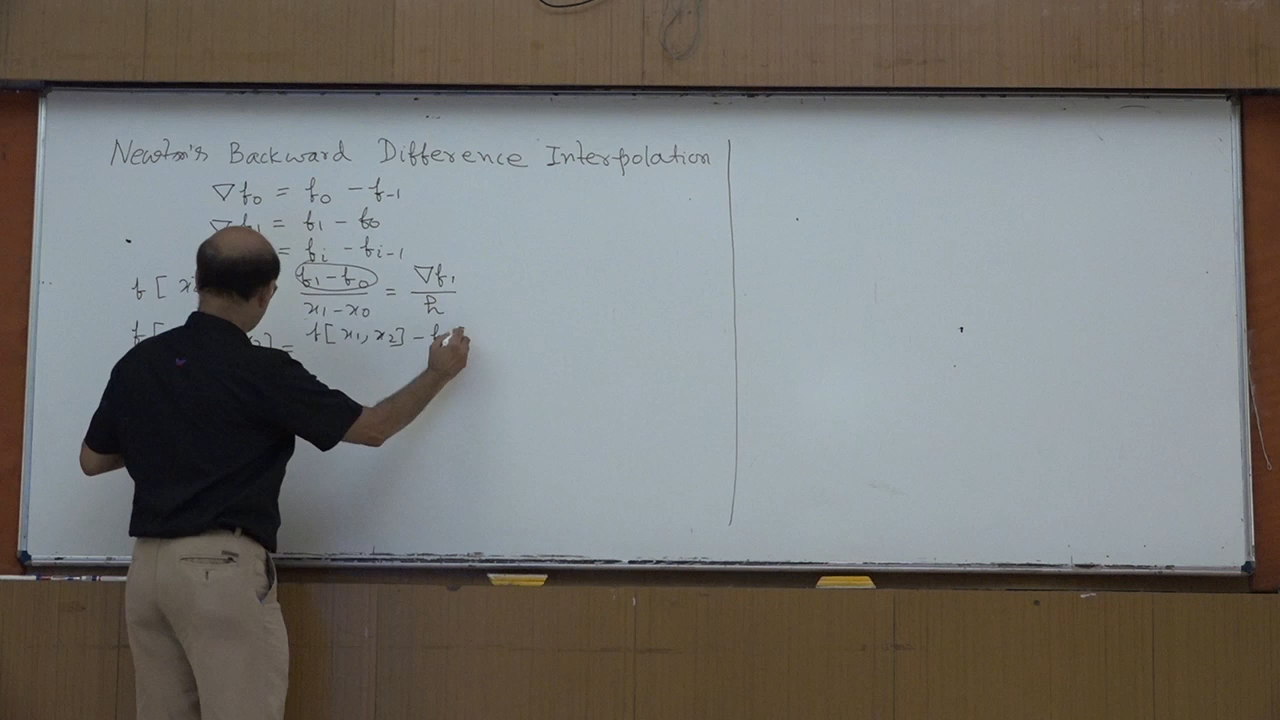 Newton's Backward Difference Interpolation
∇f₀ = f₀ - f₋₁
∇f₁ = f₁ - f₀
= fᵢ - fᵢ₋₁
f[ x (f₁ - f₀)/(x₁ - x₀) = ∇f₁/h
f[ ] = f[x₁, x₂] - f